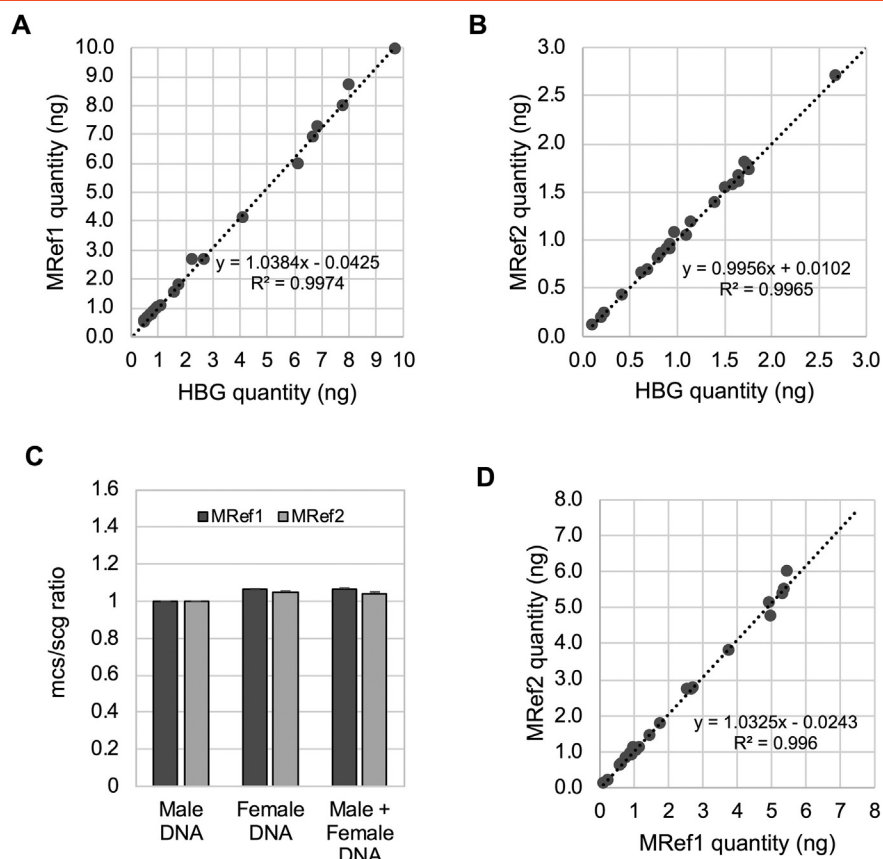 A
10.0
9.0
8.0
7.0
6.0
5.0
4.0
3.0
2.0
1.0
0.0
MRef1 quantity (ng)
y = 1.0384x - 0.0425
R² = 0.9974
0 1 2 3 4 5 6 7 8 9 10
HBG quantity (ng)
B
3.0
2.5
2.0
1.5
1.0
0.5
0.0
MRef2 quantity (ng)
y = 0.9956x + 0.0102
R² = 0.9965
0.0 0.5 1.0 1.5 2.0 2.5 3.0
HBG quantity (ng)
C
1.6
1.4
1.2
1
0.8
0.6
0.4
0.2
0
mcs/scg ratio
MRef1 MRef2
Male Female Male +
DNA DNA Female
DNA
D
8.0
7.0
6.0
5.0
4.0
3.0
2.0
1.0
0.0
MRef2 quantity (ng)
y = 1.0325x - 0.0243
R² = 0.996
0 1 2 3 4 5 6 7 8
MRef1 quantity (ng)